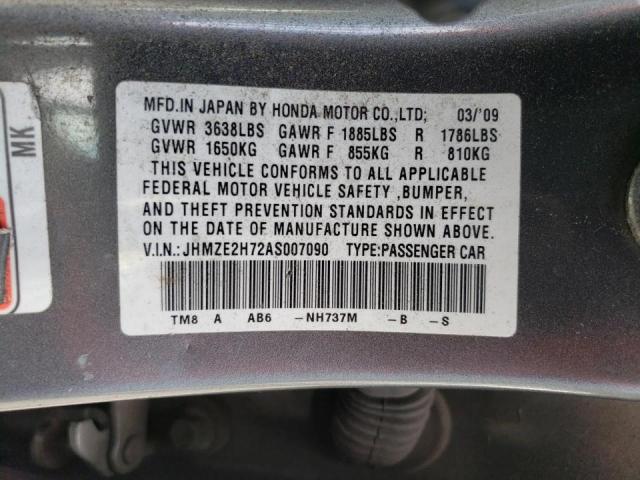 MFD.IN JAPAN BY HONDA MOTOR CO.,LTD; 03/'09
GVWR 3638LBS GAWR F 1885LBS R 1786LBS
GVWR 1650KG GAWR F 855KG R 810KG
THIS VEHICLE CONFORMS TO ALL APPLICABLE
FEDERAL MOTOR VEHICLE SAFETY ,BUMPER,
AND THEFT PREVENTION STANDARDS IN EFFECT
ON THE DATE OF MANUFACTURE SHOWN ABOVE.
V.I.N.:JHMZE2H72AS007090 TYPE:PASSENGER CAR
TM8 A AB6 -NH737M -B -S
MK